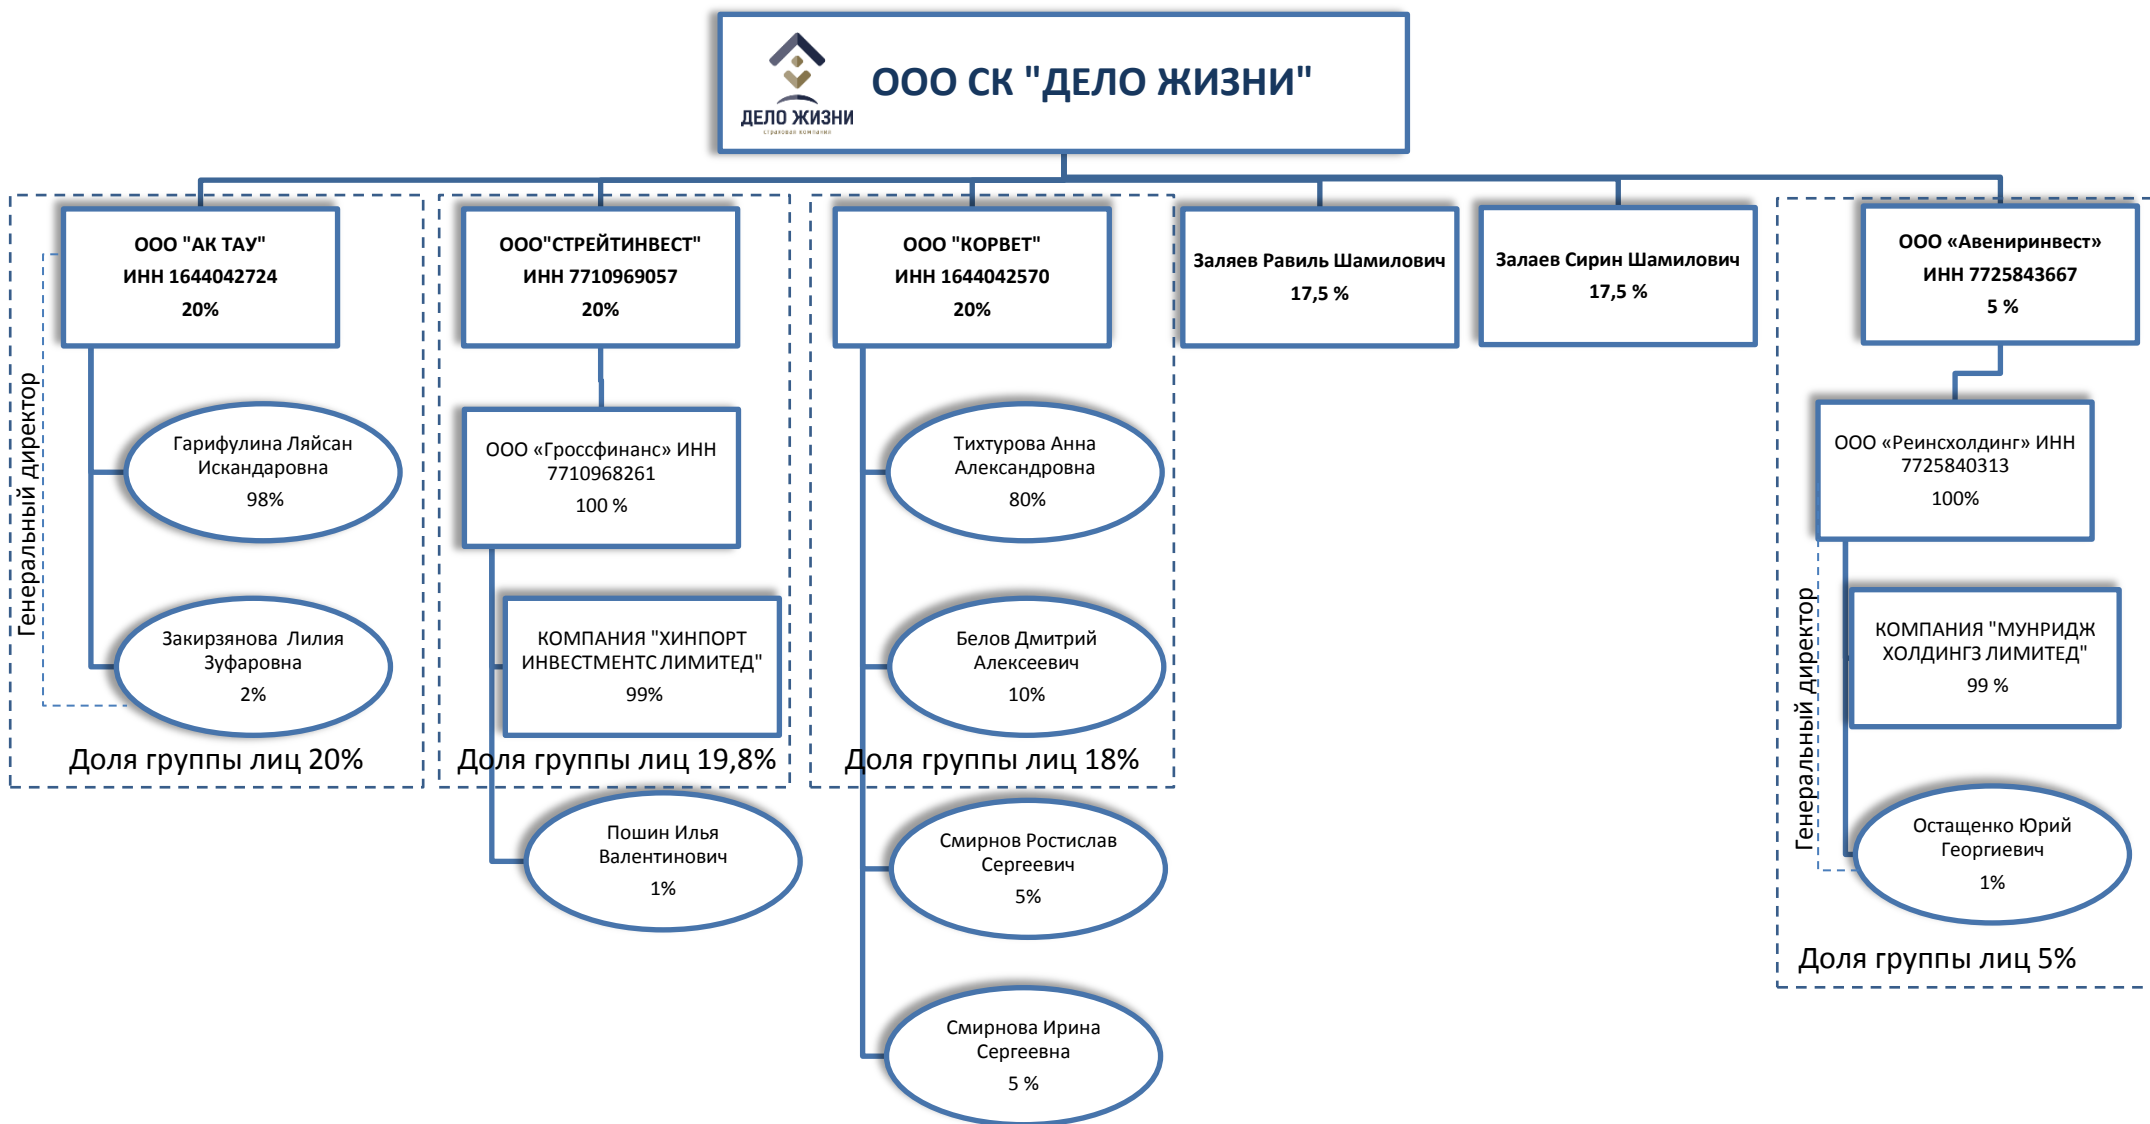 ООО СК "ДЕЛО ЖИЗНИ"
ДЕЛО ЖИЗНИ
страховая компания
ООО "АК ТАУ"
ИНН 1644042724
20%
ООО"СТРЕЙТИНВЕСТ"
ИНН 7710969057
20%
ООО "КОРВЕТ"
ИНН 1644042570
20%
Заляев Равиль Шамилович
17,5 %
Залаев Сирин Шамилович
17,5 %
ООО «Авениринвест»
ИНН 7725843667
5 %
Генеральный директор
Гарифулина Ляйсан
Искандаровна
98%
Закирзянова Лилия
Зуфаровна
2%
Доля группы лиц 20%
ООО «Гроссфинанс» ИНН
7710968261
100 %
КОМПАНИЯ "ХИНПОРТ
ИНВЕСТМЕНТС ЛИМИТЕД"
99%
Доля группы лиц 19,8%
Пошин Илья
Валентинович
1%
Тихтурова Анна
Александровна
80%
Белов Дмитрий
Алексеевич
10%
Доля группы лиц 18%
Смирнов Ростислав
Сергеевич
5%
Смирнова Ирина
Сергеевна
5 %
ООО «Реинсхолдинг» ИНН
7725840313
100%
Генеральный директор
КОМПАНИЯ "МУНРИДЖ
ХОЛДИНГЗ ЛИМИТЕД"
99 %
Остащенко Юрий
Георгиевич
1%
Доля группы лиц 5%